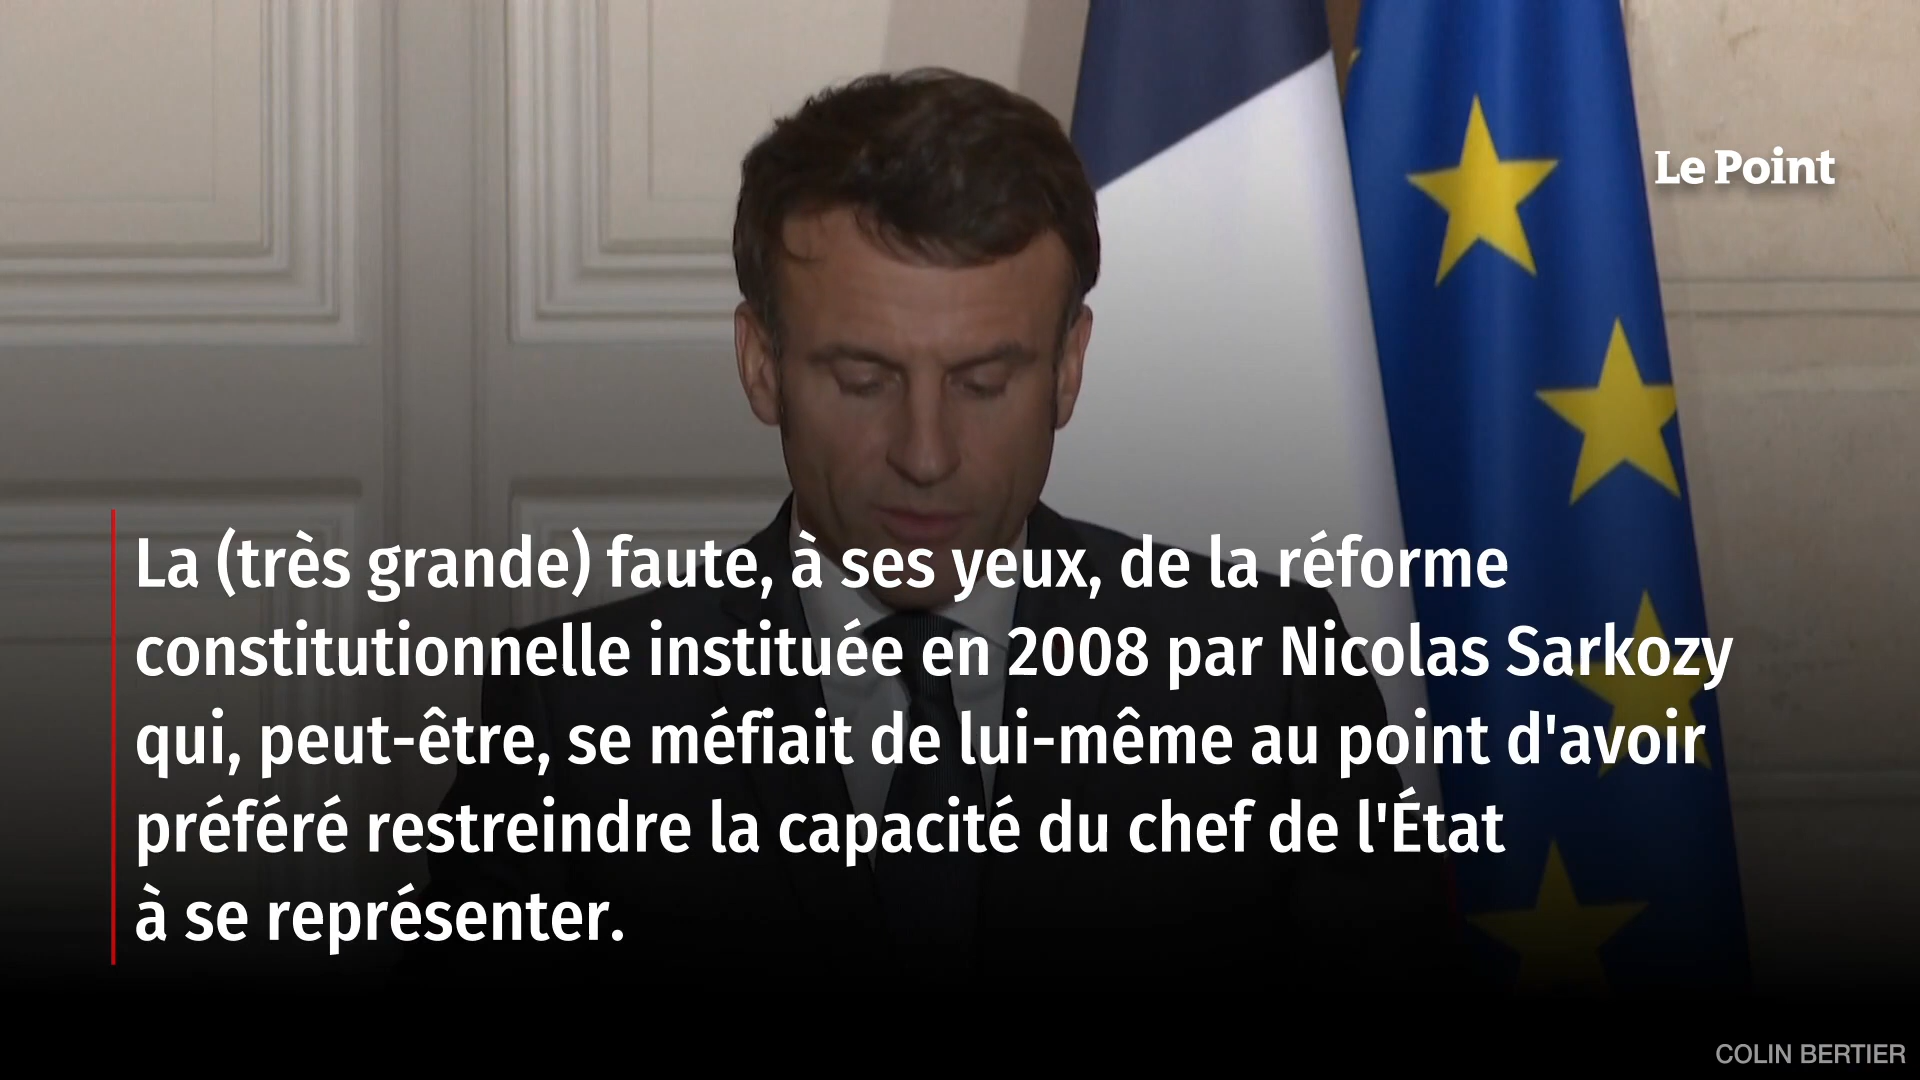 Le Point
La (très grande) faute, à ses yeux, de la réforme
constitutionnelle instituée en 2008 par Nicolas Sarkozy
qui, peut-être, se méfiait de lui-même au point d'avoir
préféré restreindre la capacité du chef de l'État
à se représenter.
COLIN BERTIER